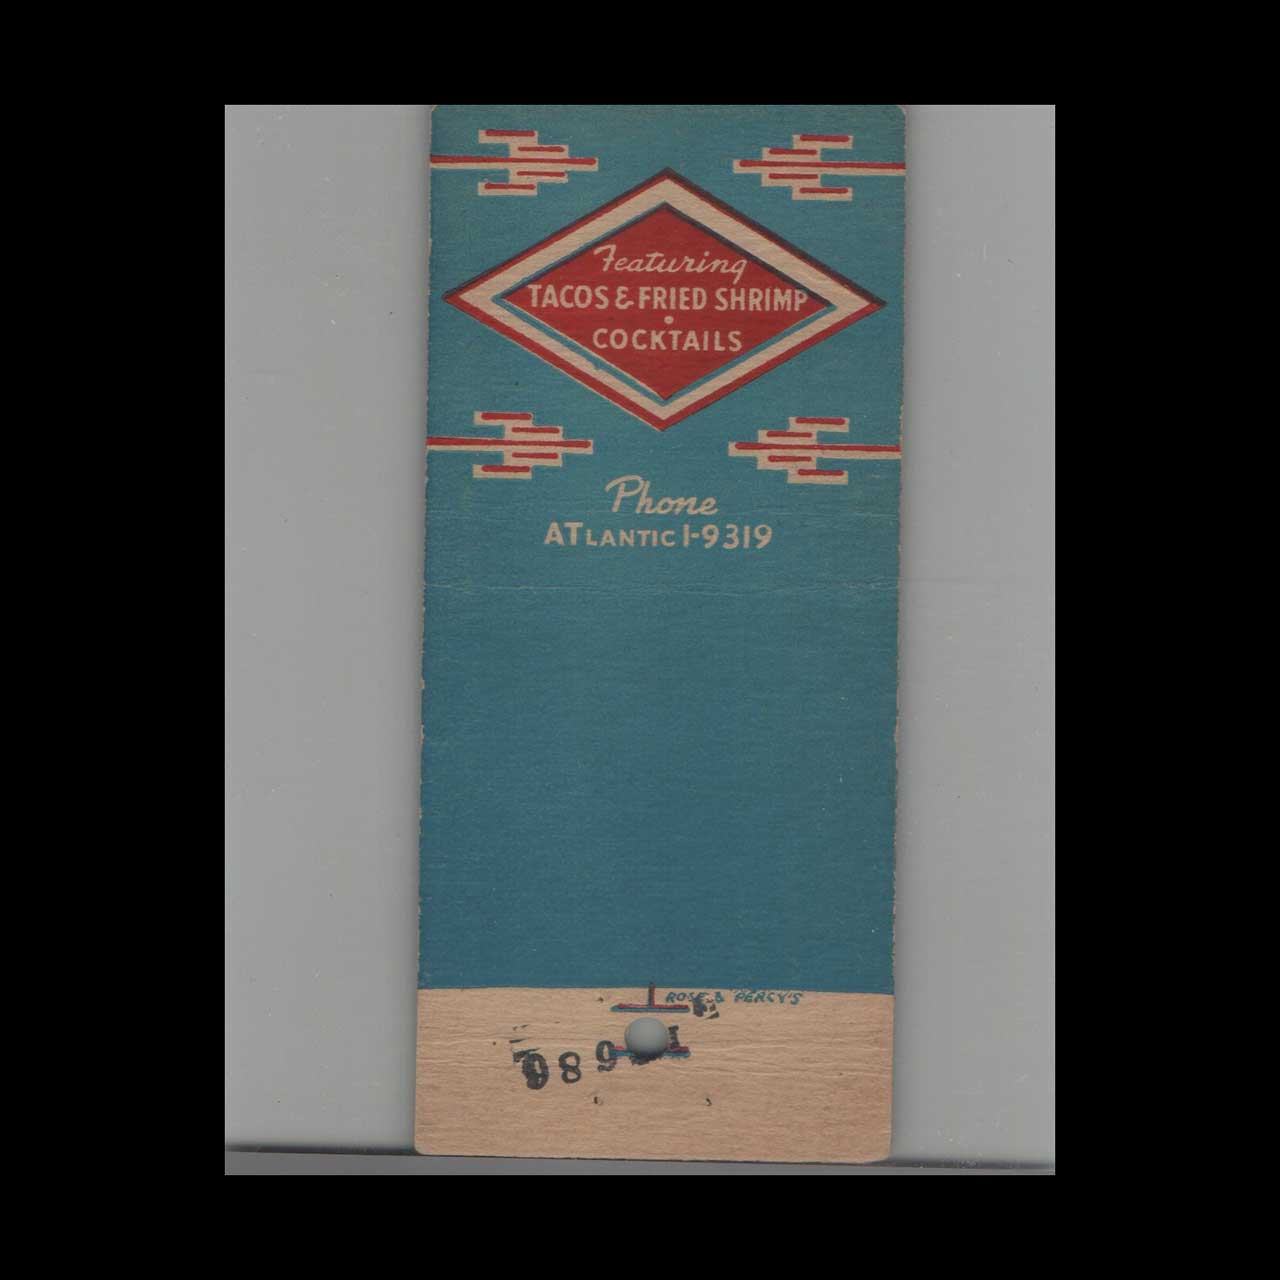 Featuring
TACOS & FRIED SHRIMP
•
COCKTAILS
Phone
ATLANTIC 1-9319
ROSE & PERCY'S